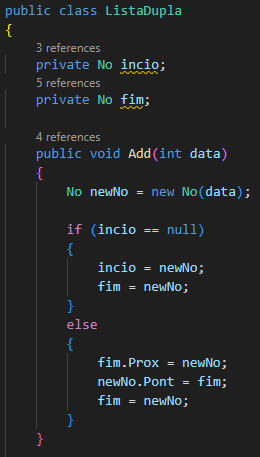 public class ListaDupla
{
3 references
private No incio;
5 references
private No fim;
4 references
public void Add(int data)
{
No newNo = new No(data);
if (incio == null)
{
incio = newNo;
fim = newNo;
}
else
{
fim.Prox = newNo;
newNo.Pont = fim;
fim = newNo;
}
}